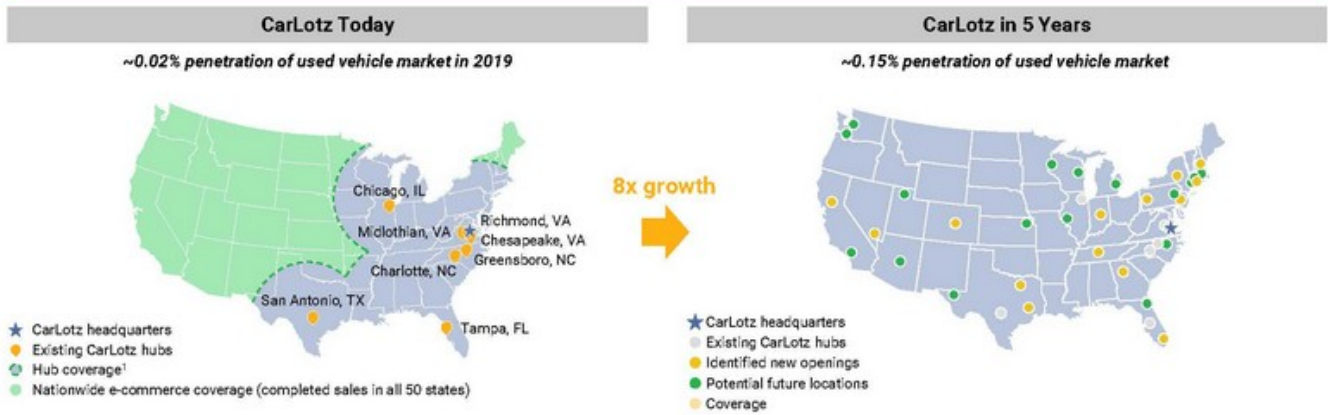 CarLotz Today
~0.02% penetration of used vehicle market in 2019
Chicago, IL
Richmond, VA
Midlothian, VA
Chesapeake, VA
Greensboro, NC
Charlotte, NC
San Antonio, TX
Tampa, FL
CarLotz headquarters
Existing CarLotz hubs
Hub coverage¹
Nationwide e-commerce coverage (completed sales in all 50 states)
8x growth
CarLotz in 5 Years
~0.15% penetration of used vehicle market
CarLotz headquarters
Existing CarLotz hubs
Identified new openings
Potential future locations
Coverage